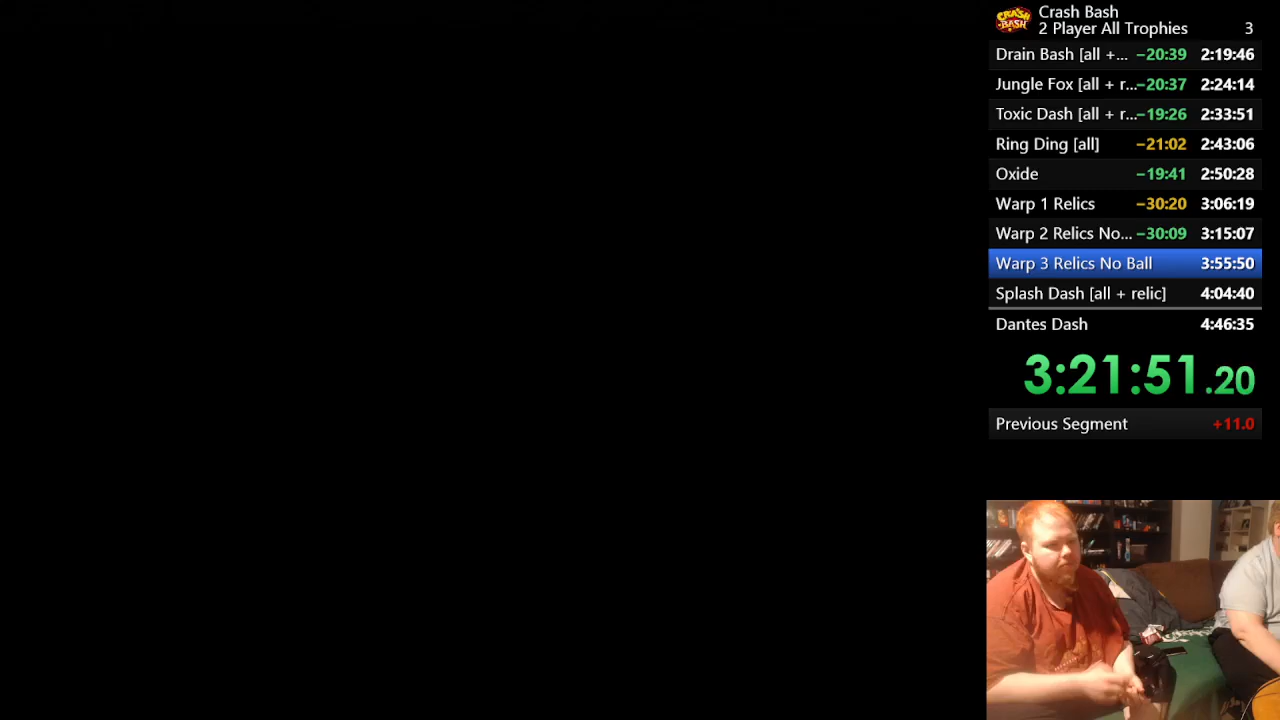 CRASH BASH
Crash Bash
2 Player All Trophies 3
Drain Bash [all +... −20:39 2:19:46
Jungle Fox [all + r... −20:37 2:24:14
Toxic Dash [all + r... −19:26 2:33:51
Ring Ding [all] −21:02 2:43:06
Oxide −19:41 2:50:28
Warp 1 Relics −30:20 3:06:19
Warp 2 Relics No... −30:09 3:15:07
Warp 3 Relics No Ball 3:55:50
Splash Dash [all + relic] 4:04:40
Dantes Dash 4:46:35
3:21:51.20
Previous Segment +11.0